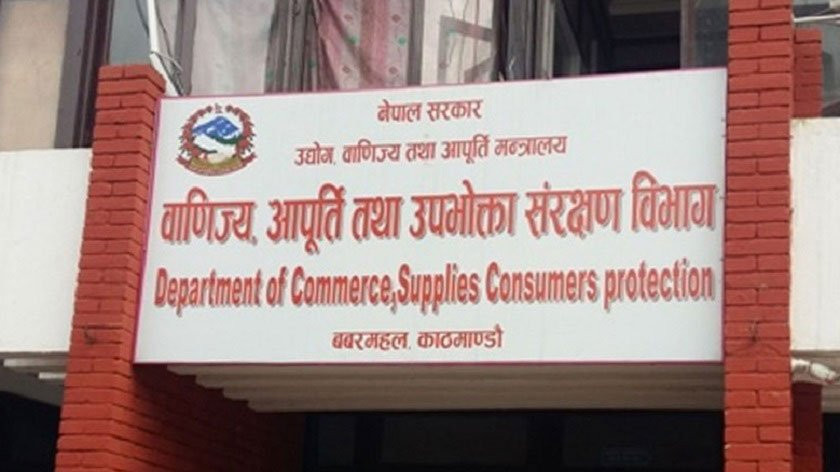 नेपाल सरकार
उद्योग, वाणिज्य तथा आपूर्ति मन्त्रालय
वाणिज्य, आपूर्ति तथा उपभोक्ता संरक्षण विभाग
Department of Commerce,Supplies Consumers protection
बबरमहल, काठमाण्डौ